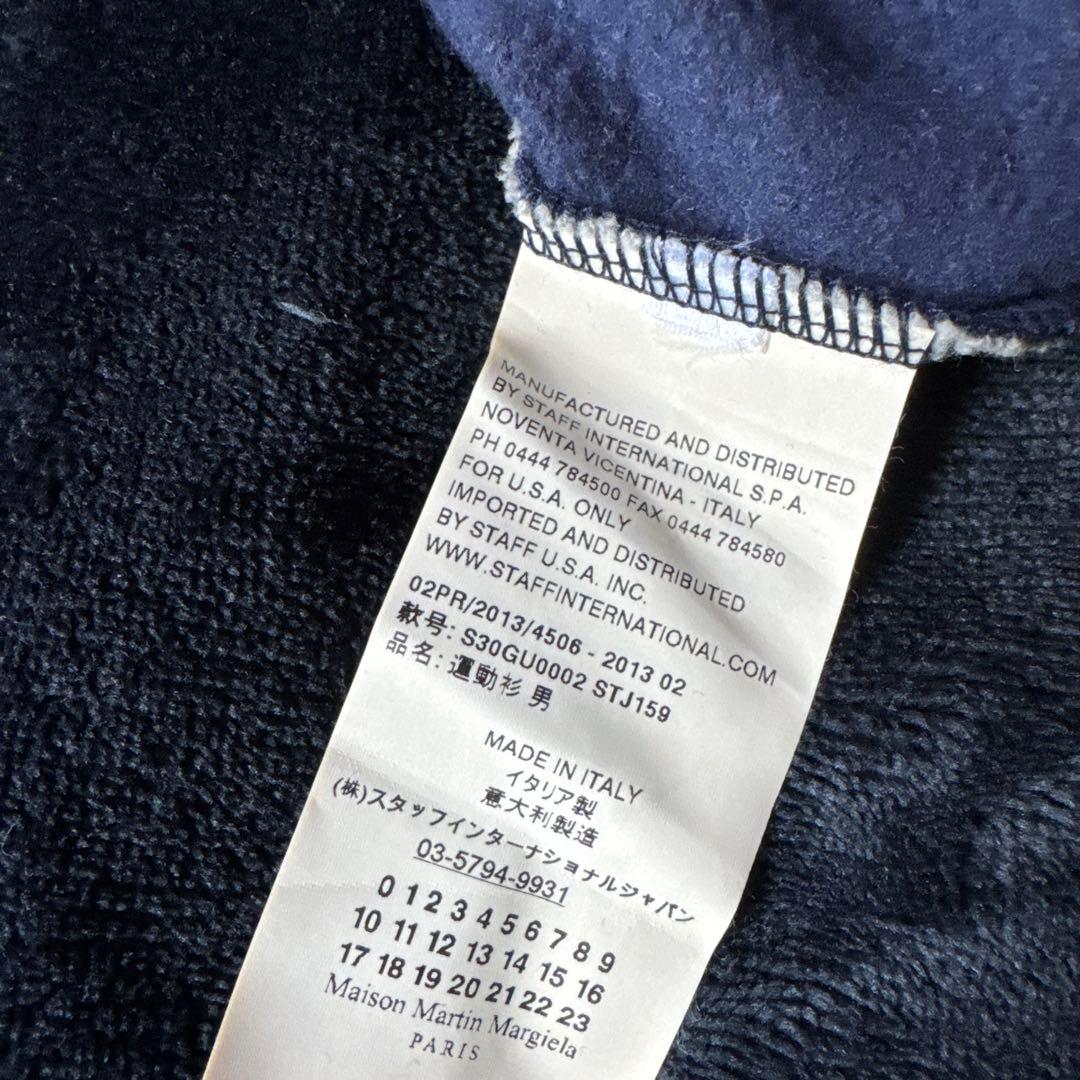 MANUFACTURED AND DISTRIBUTED
BY STAFF INTERNATIONAL S.P.A.
NOVENTA VICENTINA - ITALY
PH 0444 784500 FAX 0444 784580
FOR U.S.A. ONLY
IMPORTED AND DISTRIBUTED
BY STAFF U.S.A. INC.
WWW.STAFFINTERNATIONAL.COM
02PR/2013/4506 - 2013 02
款号: S30GU0002 STJ159
品名: 運動衫 男
MADE IN ITALY
イタリア製
意大利製造
(株)スタッフインターナショナルジャパン
03-5794-9931
0 1 2 3 4 5 6 7 8 9
10 11 12 13 14 15 16
17 18 19 20 21 22 23
Maison Martin Margiela
PARIS